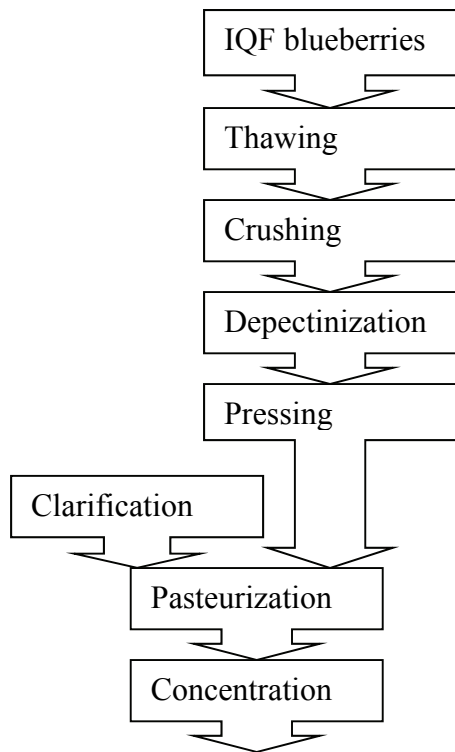 IQF blueberries
Thawing
Crushing
Depectinization
Pressing
Clarification
Pasteurization
Concentration